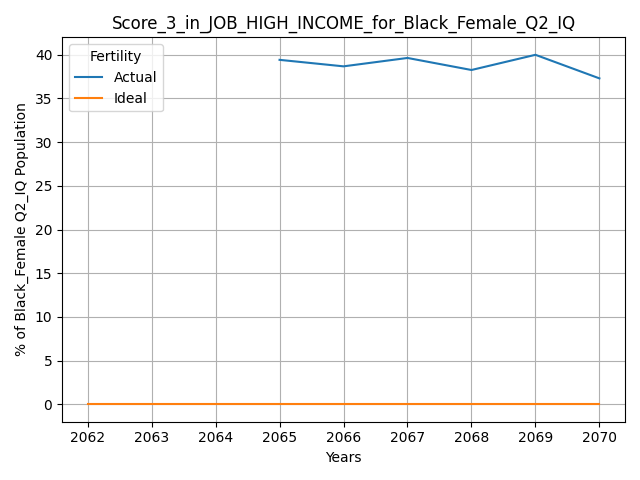 Score_3_in_JOB_HIGH_INCOME_for_Black_Female_Q2_IQ
Fertility
Actual
Ideal
% of Black_Female Q2_IQ Population
40
35
30
25
20
15
10
5
0
2062 2063 2064 2065 2066 2067 2068 2069 2070
Years